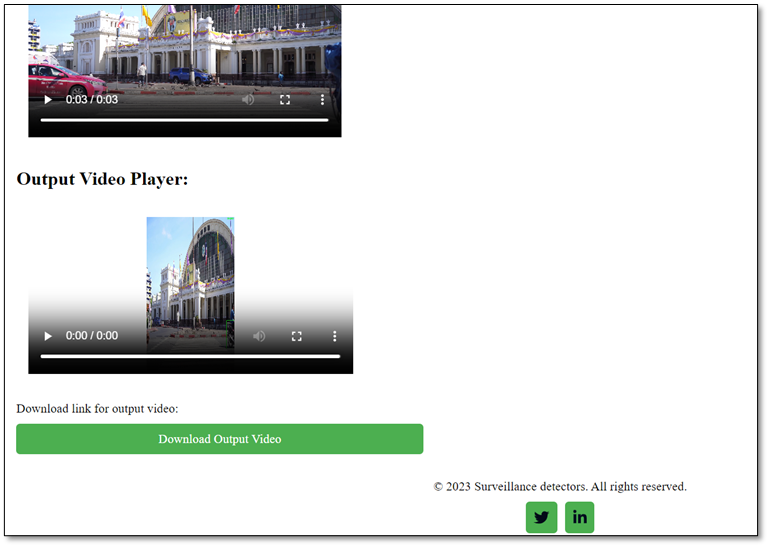 0:03 / 0:03
Output Video Player:
0:00 / 0:00
Download link for output video:
Download Output Video
© 2023 Surveillance detectors. All rights reserved.
in